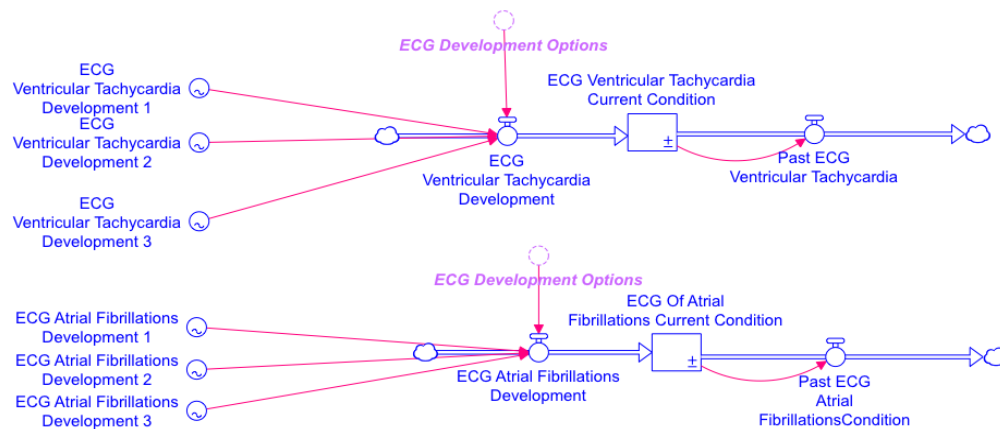 ECG Development Options
ECG
Ventricular Tachycardia
Development 1
ECG
Ventricular Tachycardia
Development 2
ECG
Ventricular Tachycardia
Development 3
ECG
Ventricular Tachycardia
Development
ECG Ventricular Tachycardia
Current Condition
Past ECG
Ventricular Tachycardia
ECG Development Options
ECG Atrial Fibrillations
Development 1
ECG Atrial Fibrillations
Development 2
ECG Atrial Fibrillations
Development 3
ECG Atrial Fibrillations
Development
ECG Of Atrial
Fibrillations Current Condition
Past ECG
Atrial
FibrillationsCondition